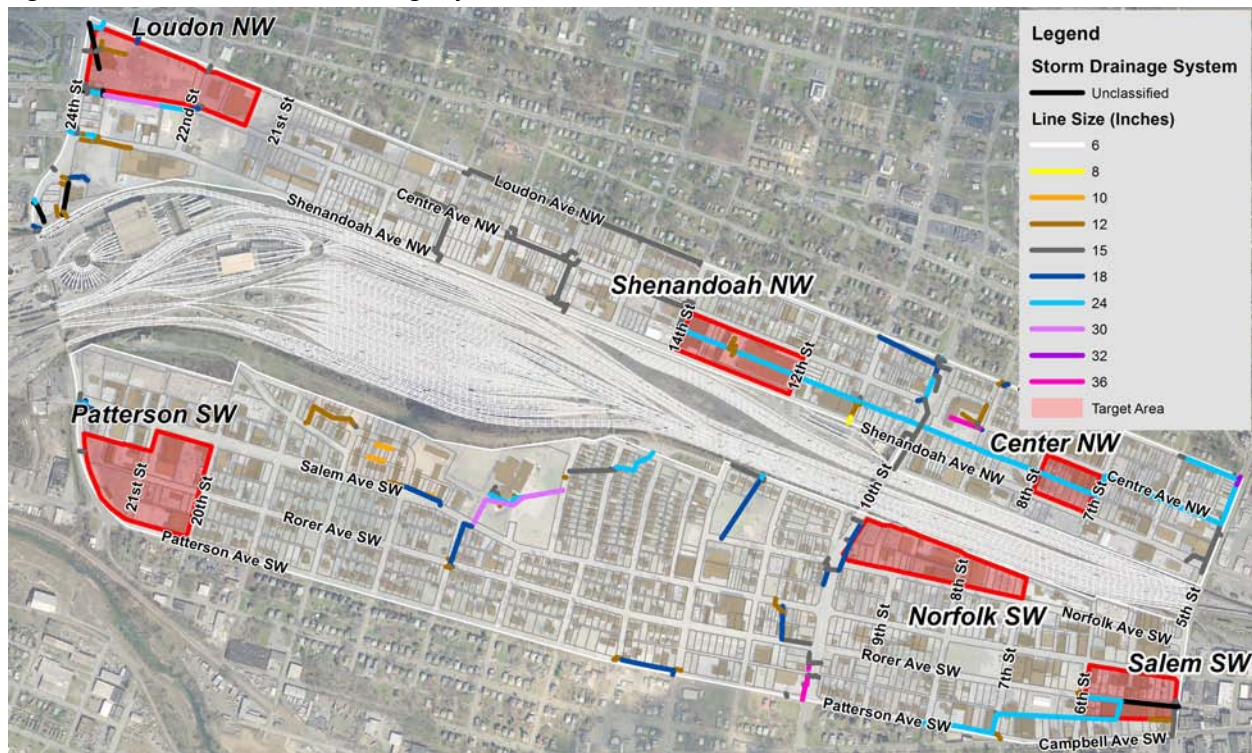 Loudon NW
24th St
22nd St
21st St
Loudon Ave NW
Centre Ave NW
Shenandoah Ave NW
Shenandoah NW
14th St
12th St
Shenandoah Ave NW
Center NW
8th St
7th St
Centre Ave NW
10th St
5th St
Patterson SW
21st St
20th St
Salem Ave SW
Rorer Ave SW
Patterson Ave SW
8th St
Norfolk SW
Norfolk Ave SW
9th St
Rorer Ave SW
7th St
Salem SW
6th St
Patterson Ave SW
Campbell Ave SW
Legend
Storm Drainage System
Unclassified
Line Size (Inches)
6
8
10
12
15
18
24
30
32
36
Target Area